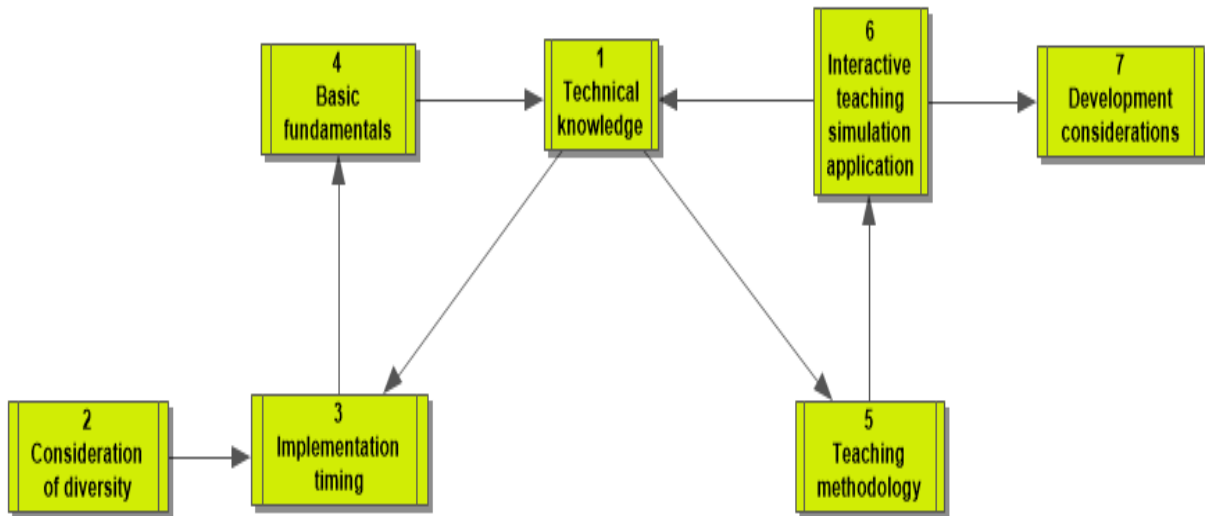 4
Basic
fundamentals
1
Technical
knowledge
6
Interactive
teaching
simulation
application
7
Development
considerations
2
Consideration
of diversity
3
Implementation
timing
5
Teaching
methodology